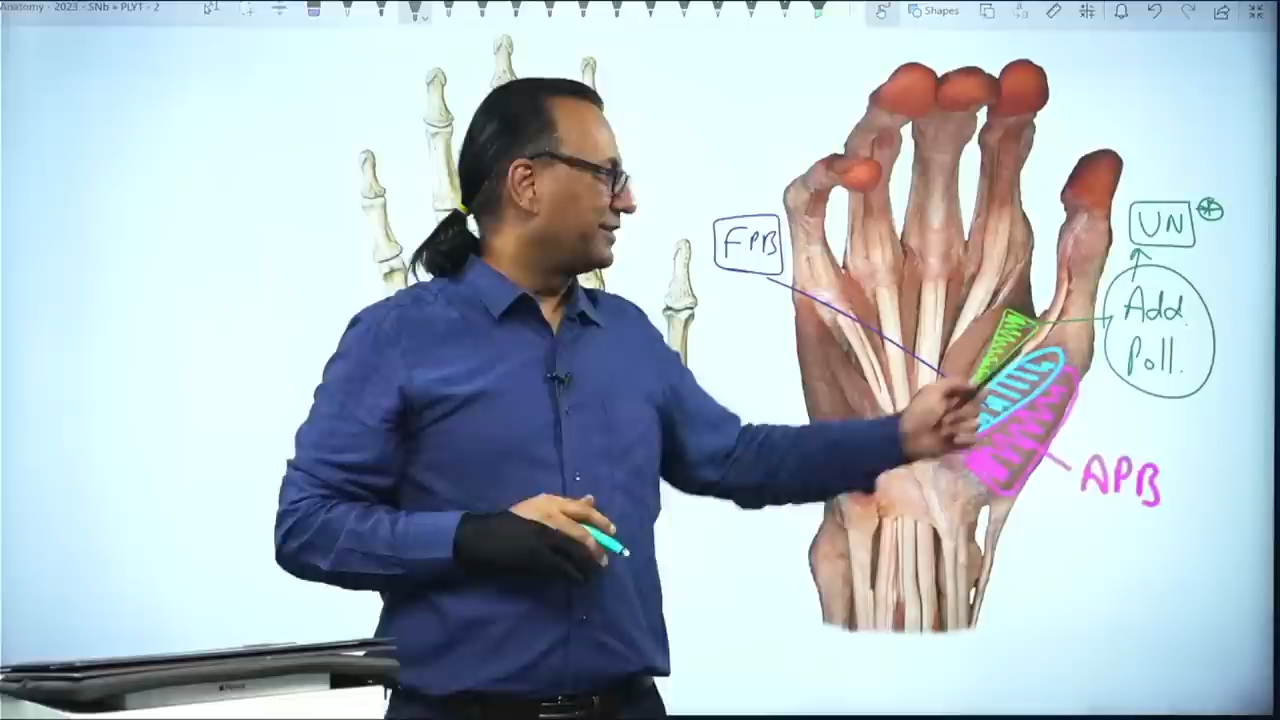 Anatomy - 2023 - SNb + PLYT - 2
Shapes
FPB
UN
Add.
Poll.
APB